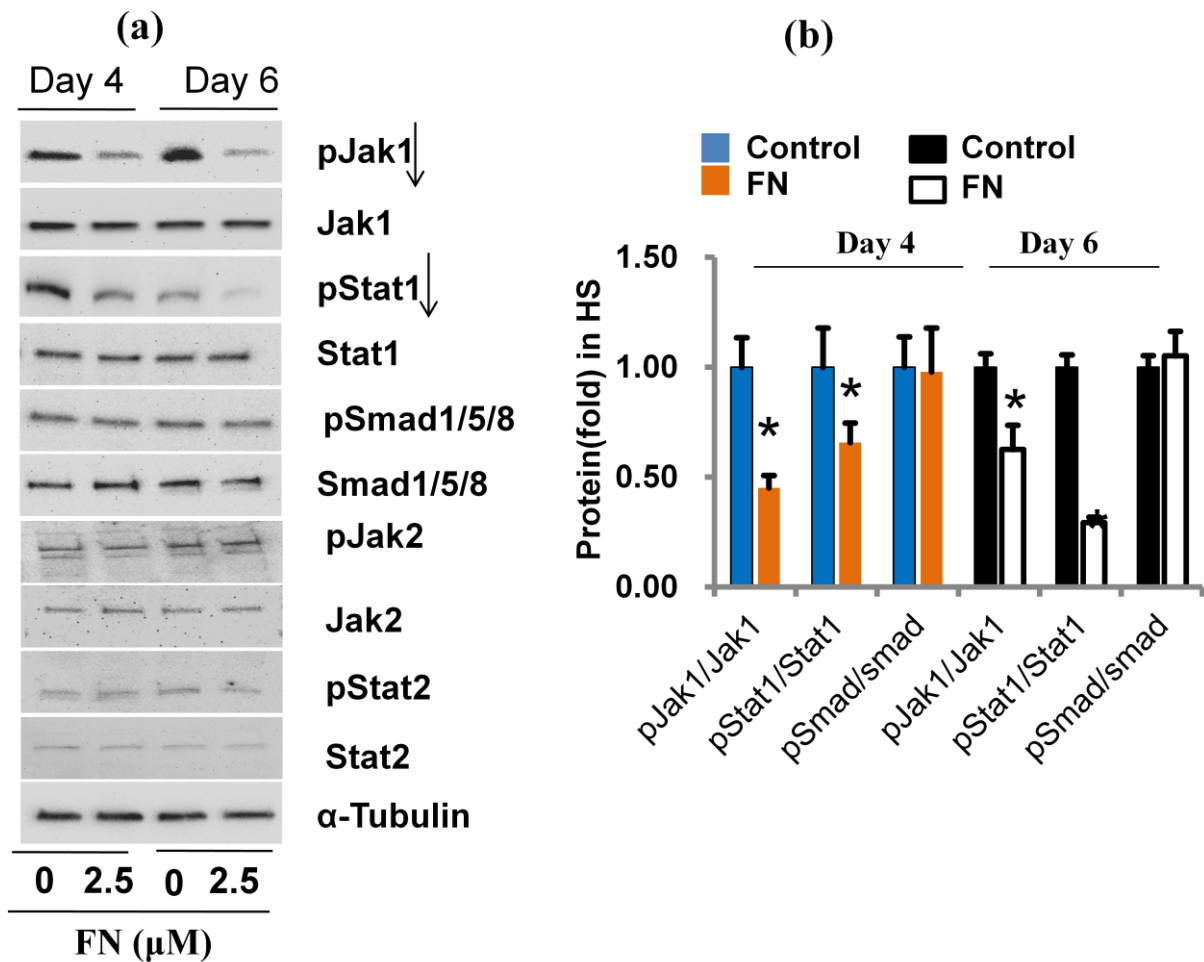 (a)
Day 4 Day 6
pJak1
Jak1
pStat1
Stat1
pSmad1/5/8
Smad1/5/8
pJak2
Jak2
pStat2
Stat2
α-Tubulin
0 2.5 0 2.5
FN (μM)
(b)
Control Control
FN FN
Day 4 Day 6
Protein(fold) in HS
1.50
1.00
0.50
0.00
* * * *
pJak1/Jak1
pStat1/Stat1
pSmad/smad
pJak1/Jak1
pStat1/Stat1
pSmad/smad